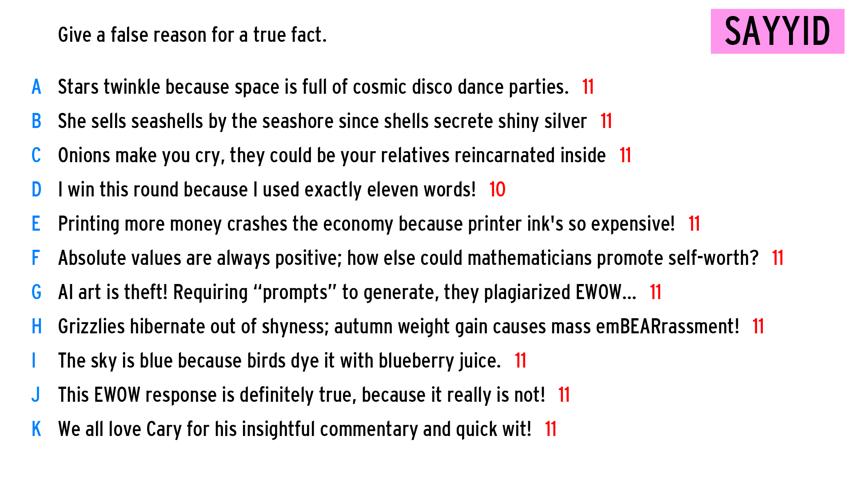 Give a false reason for a true fact.
SAYYID
A Stars twinkle because space is full of cosmic disco dance parties. 11
B She sells seashells by the seashore since shells secrete shiny silver 11
C Onions make you cry, they could be your relatives reincarnated inside 11
D I win this round because I used exactly eleven words! 10
E Printing more money crashes the economy because printer ink's so expensive! 11
F Absolute values are always positive; how else could mathematicians promote self-worth? 11
G AI art is theft! Requiring “prompts” to generate, they plagiarized EWOW... 11
H Grizzlies hibernate out of shyness; autumn weight gain causes mass emBEARrassment! 11
I The sky is blue because birds dye it with blueberry juice. 11
J This EWOW response is definitely true, because it really is not! 11
K We all love Cary for his insightful commentary and quick wit! 11